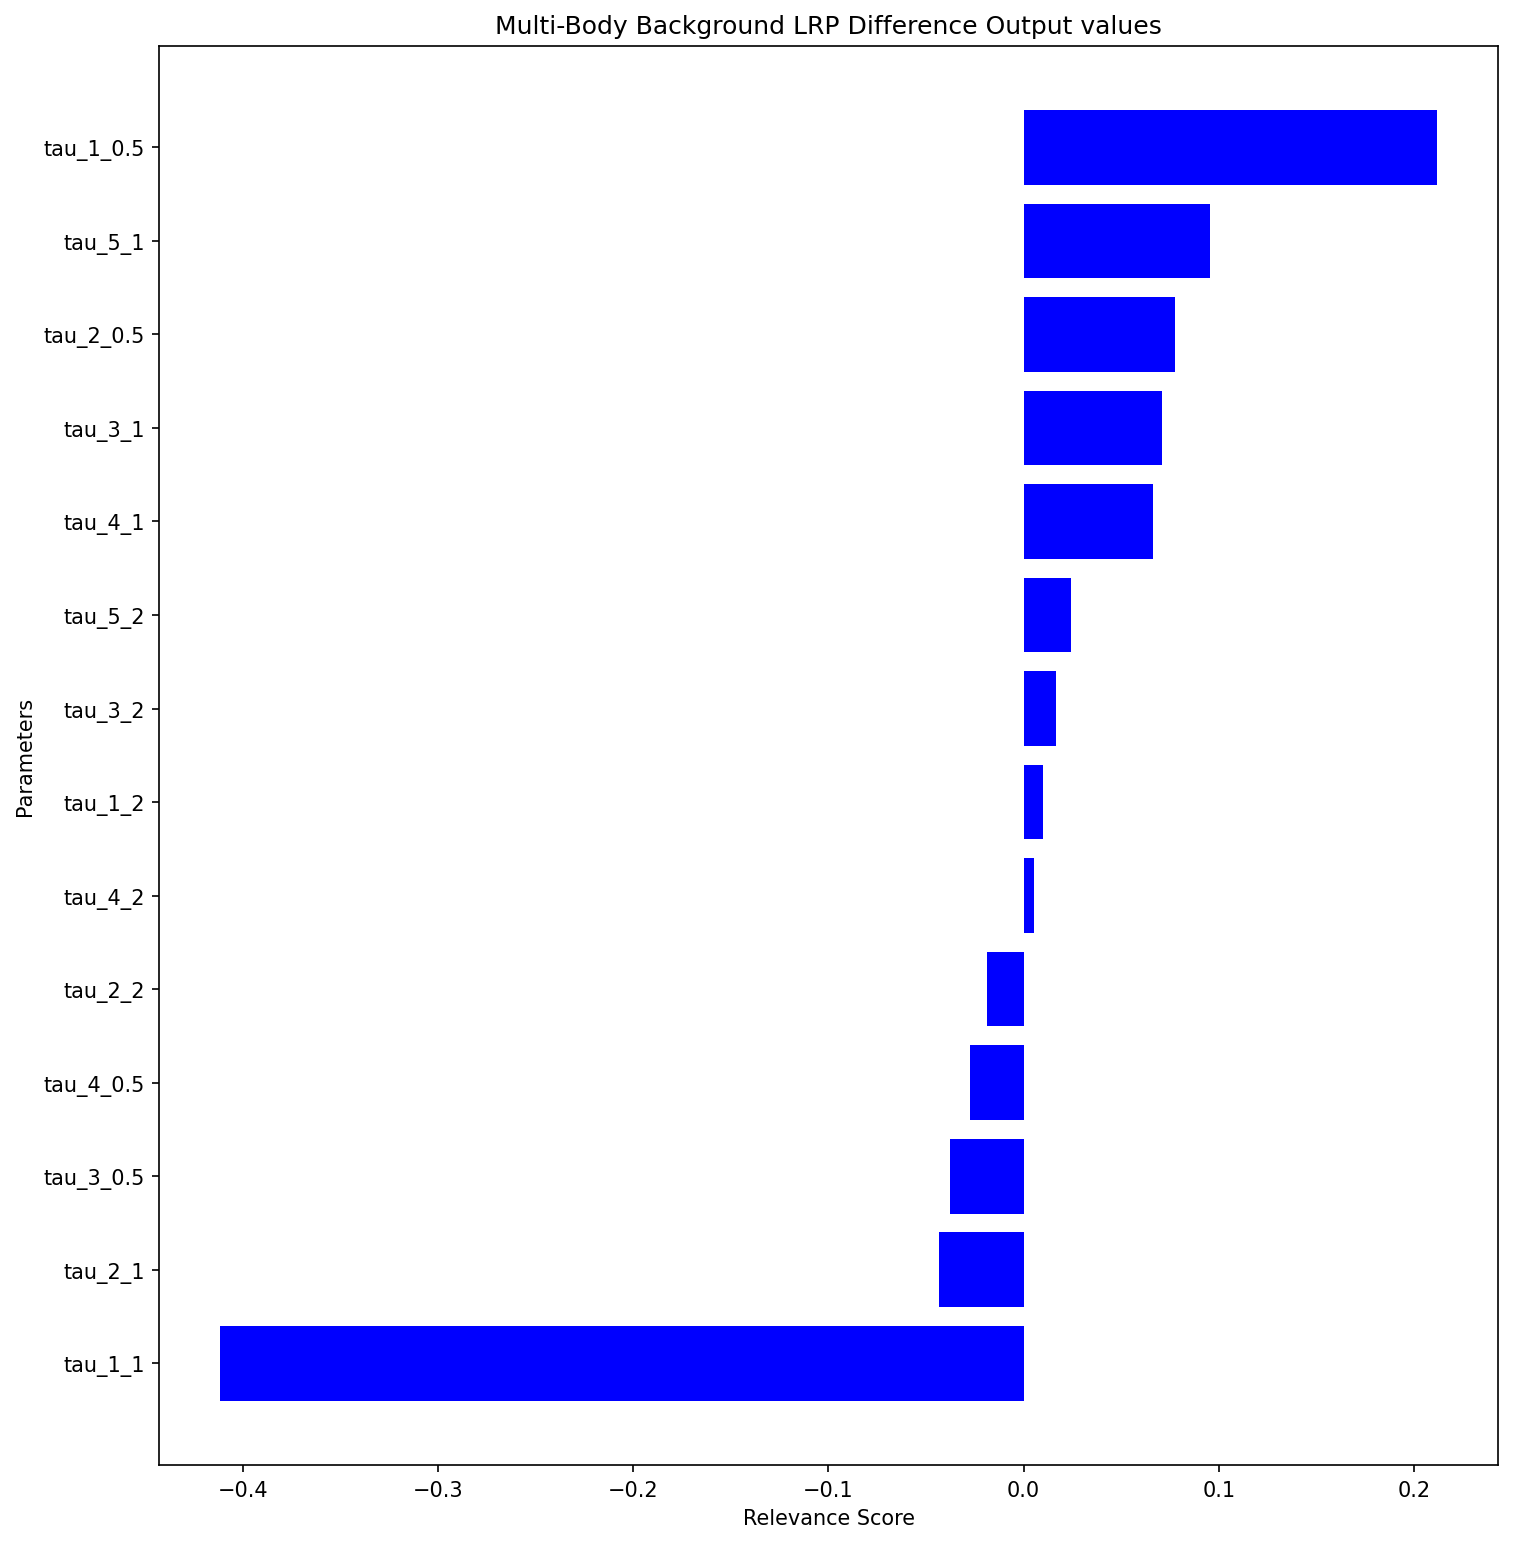 Multi-Body Background LRP Difference Output values
tau_1_0.5
tau_5_1
tau_2_0.5
tau_3_1
tau_4_1
tau_5_2
tau_3_2
tau_1_2
tau_4_2
tau_2_2
tau_4_0.5
tau_3_0.5
tau_2_1
tau_1_1
Parameters
−0.4 −0.3 −0.2 −0.1 0.0 0.1 0.2
Relevance Score